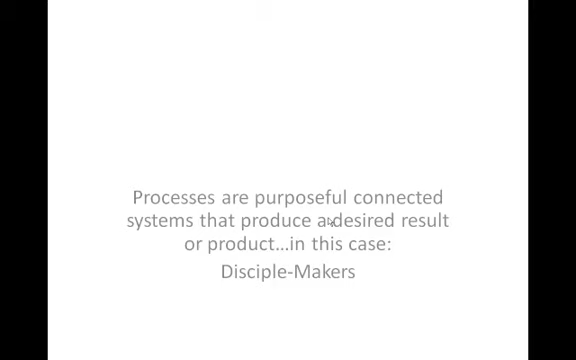 Processes are purposeful connected
systems that produce a desired result
or product…in this case:
Disciple-Makers